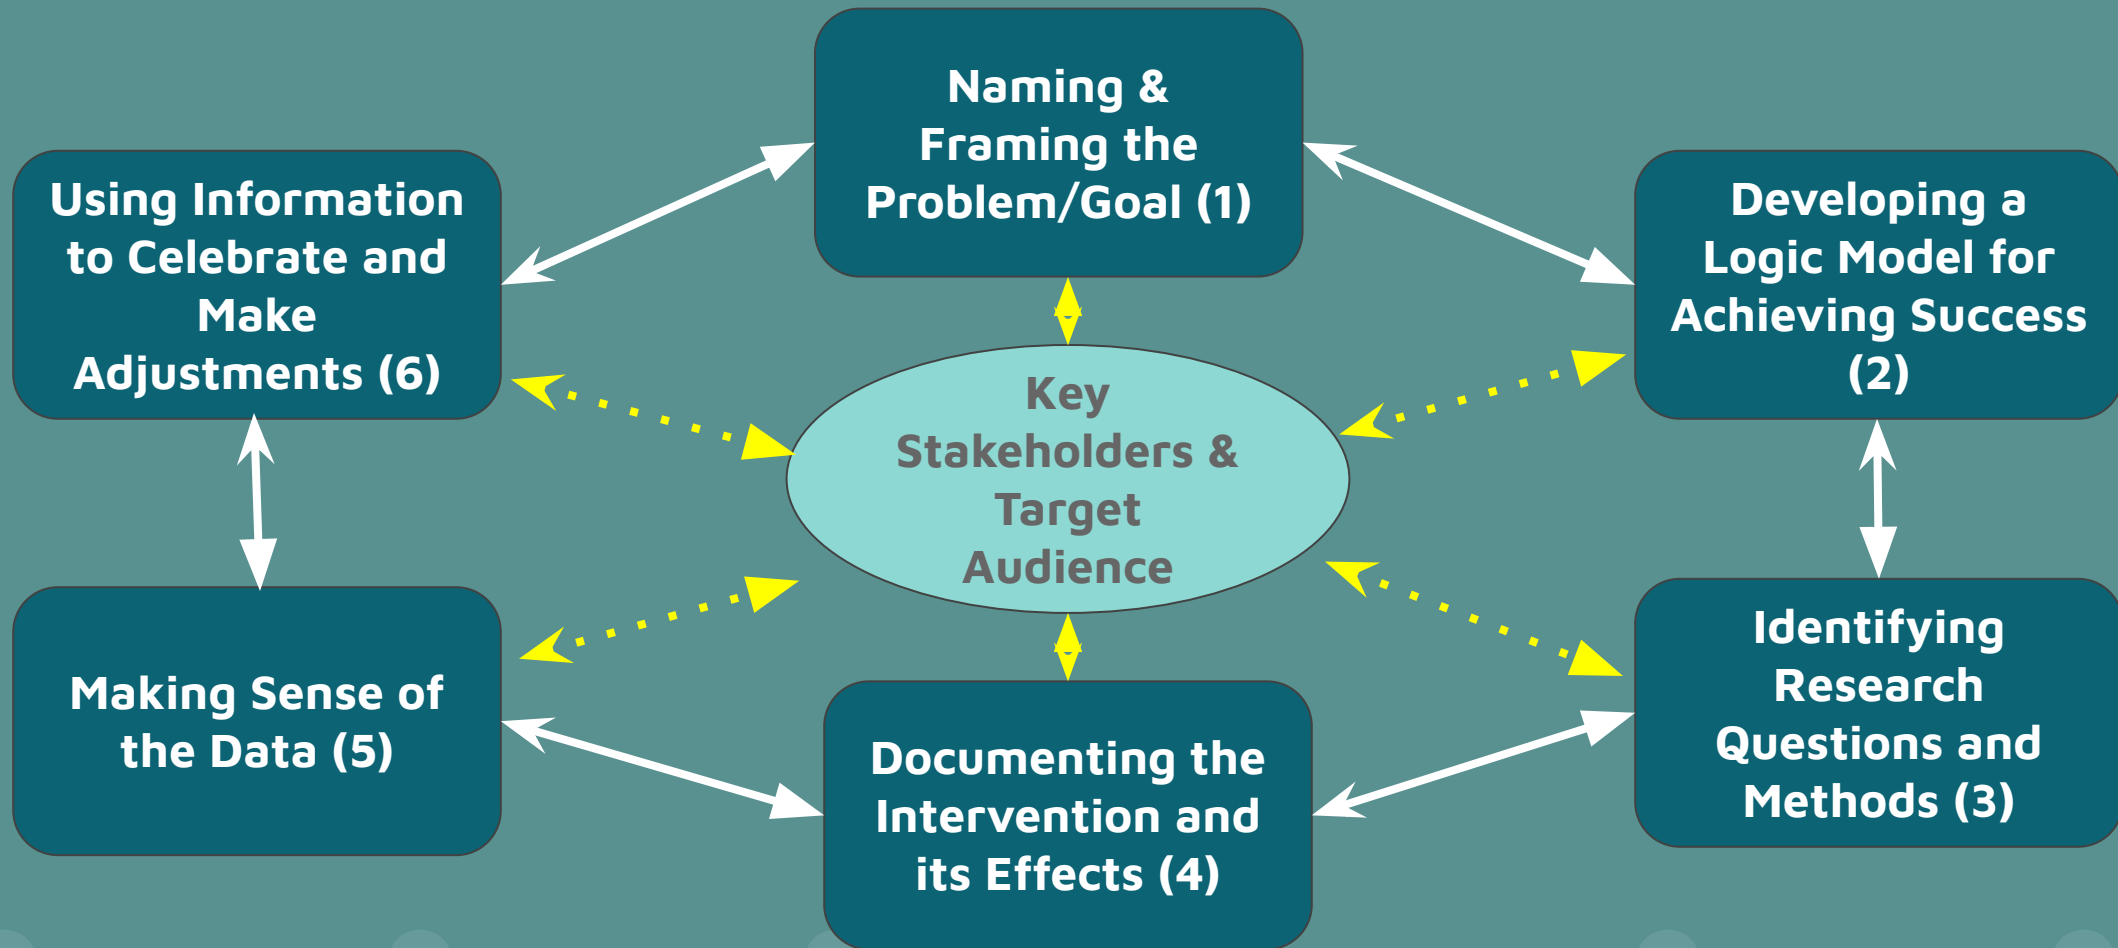 Naming &
Framing the
Problem/Goal (1)
Developing a
Logic Model for
Achieving Success
(2)
Identifying
Research
Questions and
Methods (3)
Documenting the
Intervention and
its Effects (4)
Making Sense of
the Data (5)
Using Information
to Celebrate and
Make
Adjustments (6)
Key
Stakeholders &
Target
Audience